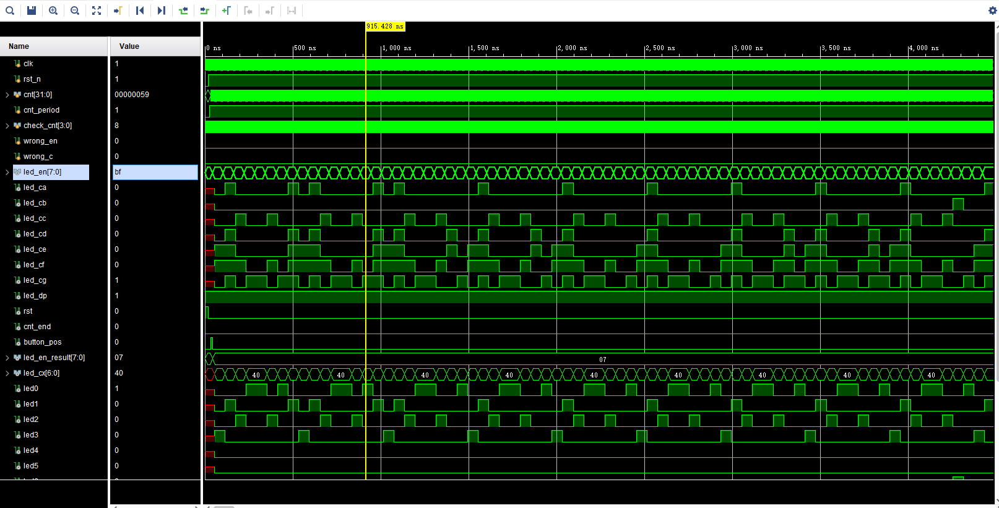 915.428 ns
Name Value
0 ns 500 ns 1,000 ns 1,500 ns 2,000 ns 2,500 ns 3,000 ns 3,500 ns 4,000 ns
clk 1
rst_n 1
cnt[31:0] 00000059
cnt_period 1
check_cnt[3:0] 8
wrong_en 0
wrong_c 0
led_en[7:0] bf
led_ca 0
led_cb 0
led_cc 0
led_cd 0
led_ce 0
led_cf 0
led_cg 1
led_dp 1
rst 0
cnt_end 0
button_pos 0
led_en_result[7:0] 07 07
led_cx[6:0] 40 40 40 40 40 40 40 40 40 40
led0 1
led1 0
led2 0
led3 0
led4 0
led5 0